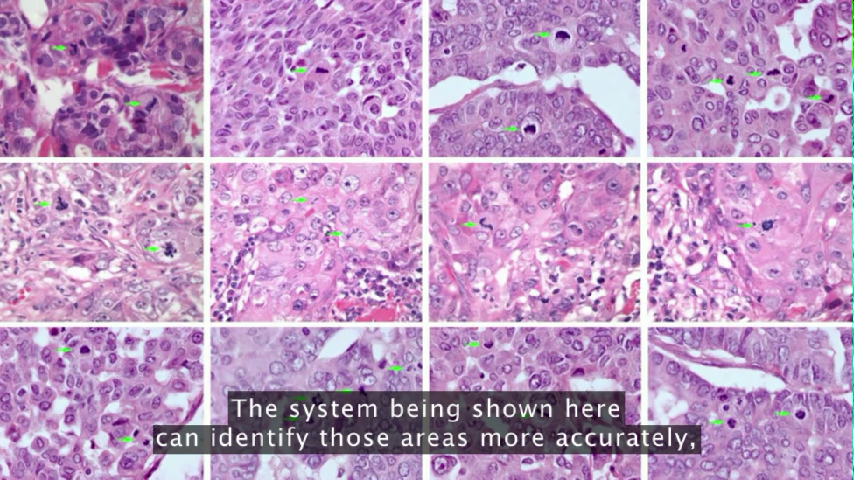 The system being shown here
can identify those areas more accurately,